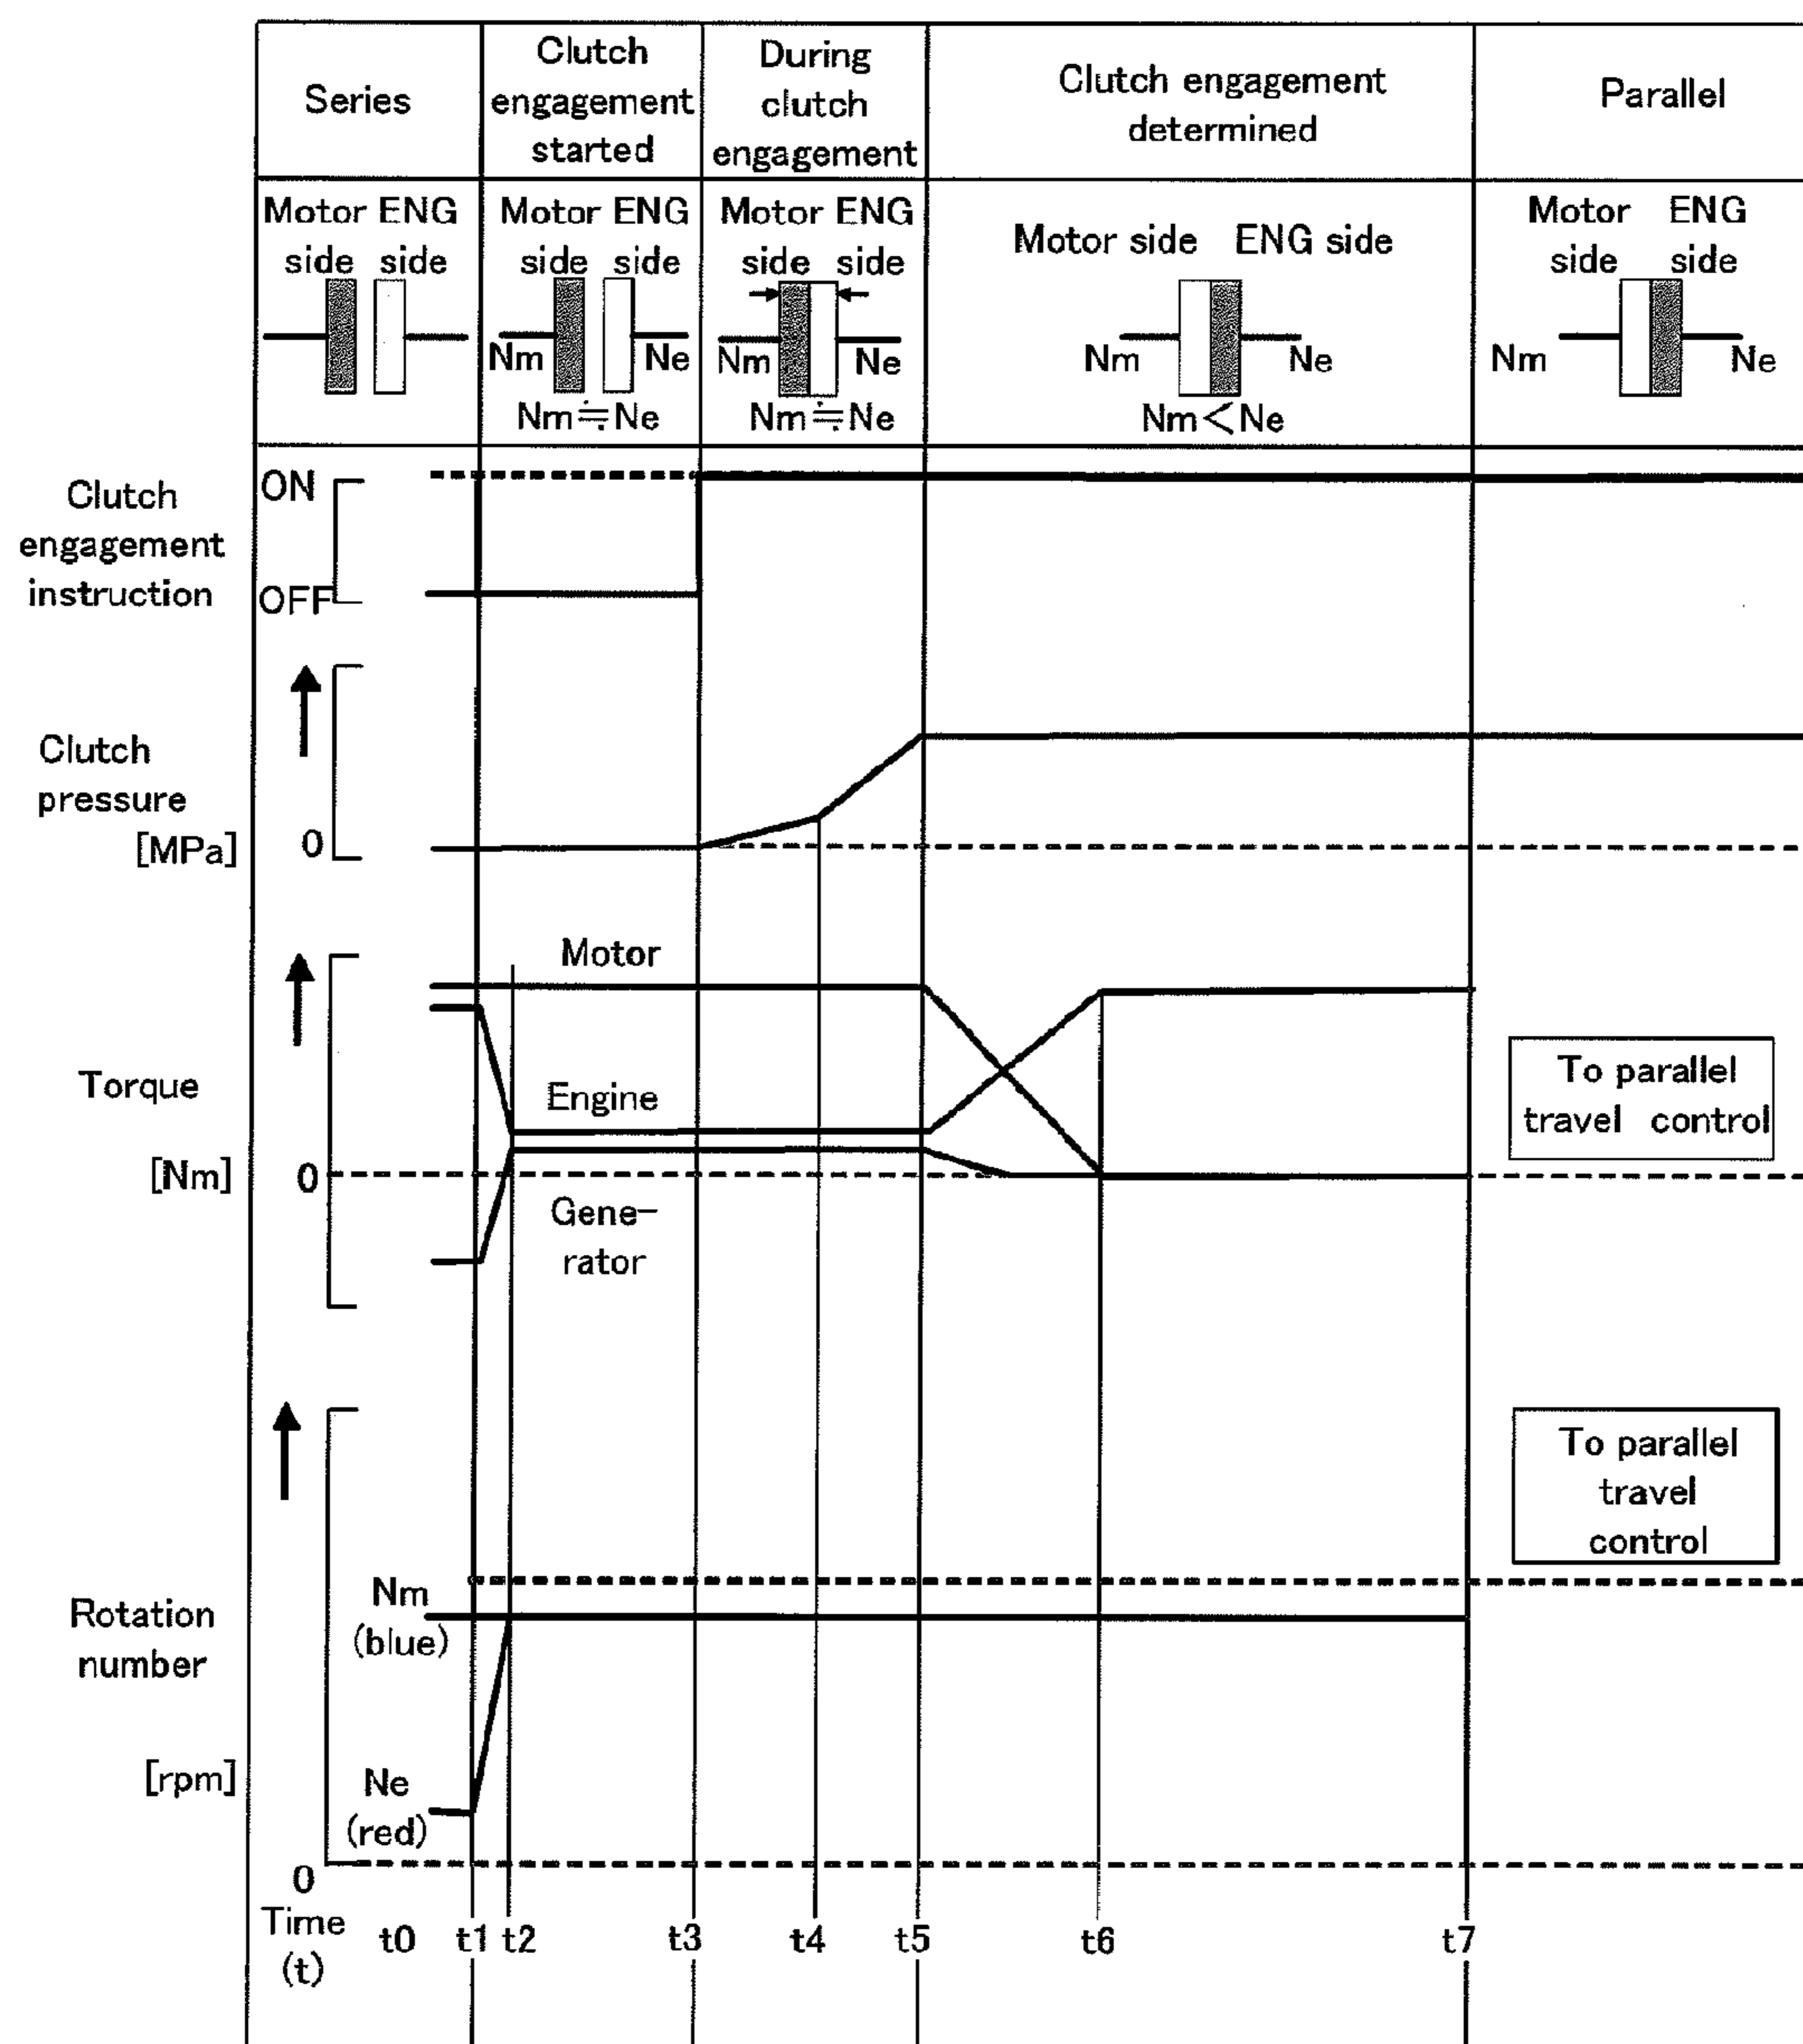 Series
Clutch
engagement
started
During
clutch
engagement
Clutch engagement
determined
Parallel
Motor ENG
side side
Motor ENG
side side
Nm Ne
Nm≒Ne
Motor ENG
side side
Nm Ne
Nm≒Ne
Motor side ENG side
Nm Ne
Nm<Ne
Motor ENG
side side
Nm Ne
Clutch
engagement
instruction
ON
OFF
Clutch
pressure
[MPa]
0
Torque
[Nm]
0
Motor
Engine
Gene-
rator
To parallel
travel control
Rotation
number
[rpm]
Nm
(blue)
Ne
(red)
0
To parallel
travel
control
Time
(t)
t0 t1 t2 t3 t4 t5 t6 t7